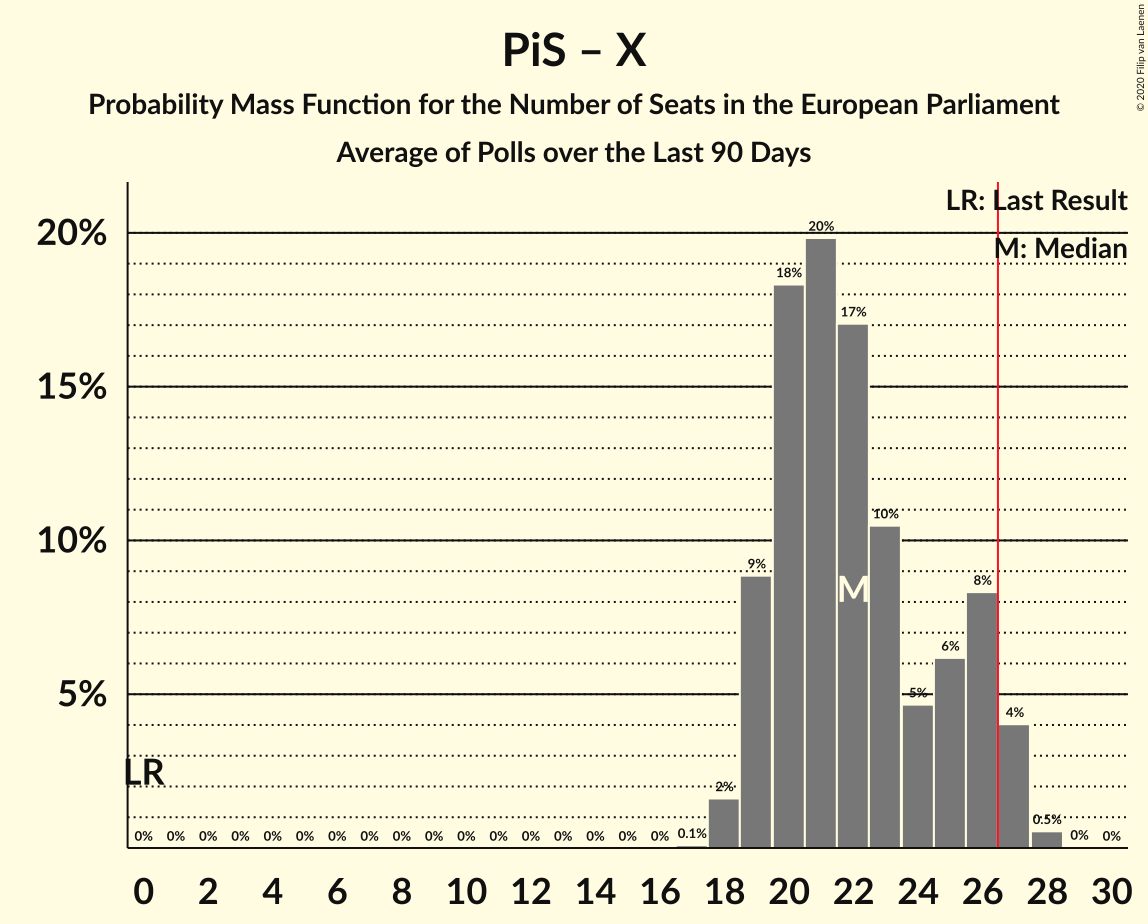 PiS – X
Probability Mass Function for the Number of Seats in the European Parliament
Average of Polls over the Last 90 Days
© 2020 Filip van Laenen
LR: Last Result
M: Median
20%
15%
10%
5%
LR
M
0% 0% 0% 0% 0% 0% 0% 0% 0% 0% 0% 0% 0% 0% 0% 0% 0% 0.1% 2% 9% 18% 20% 17% 10% 5% 6% 8% 4% 0.5% 0% 0%
0 2 4 6 8 10 12 14 16 18 20 22 24 26 28 30